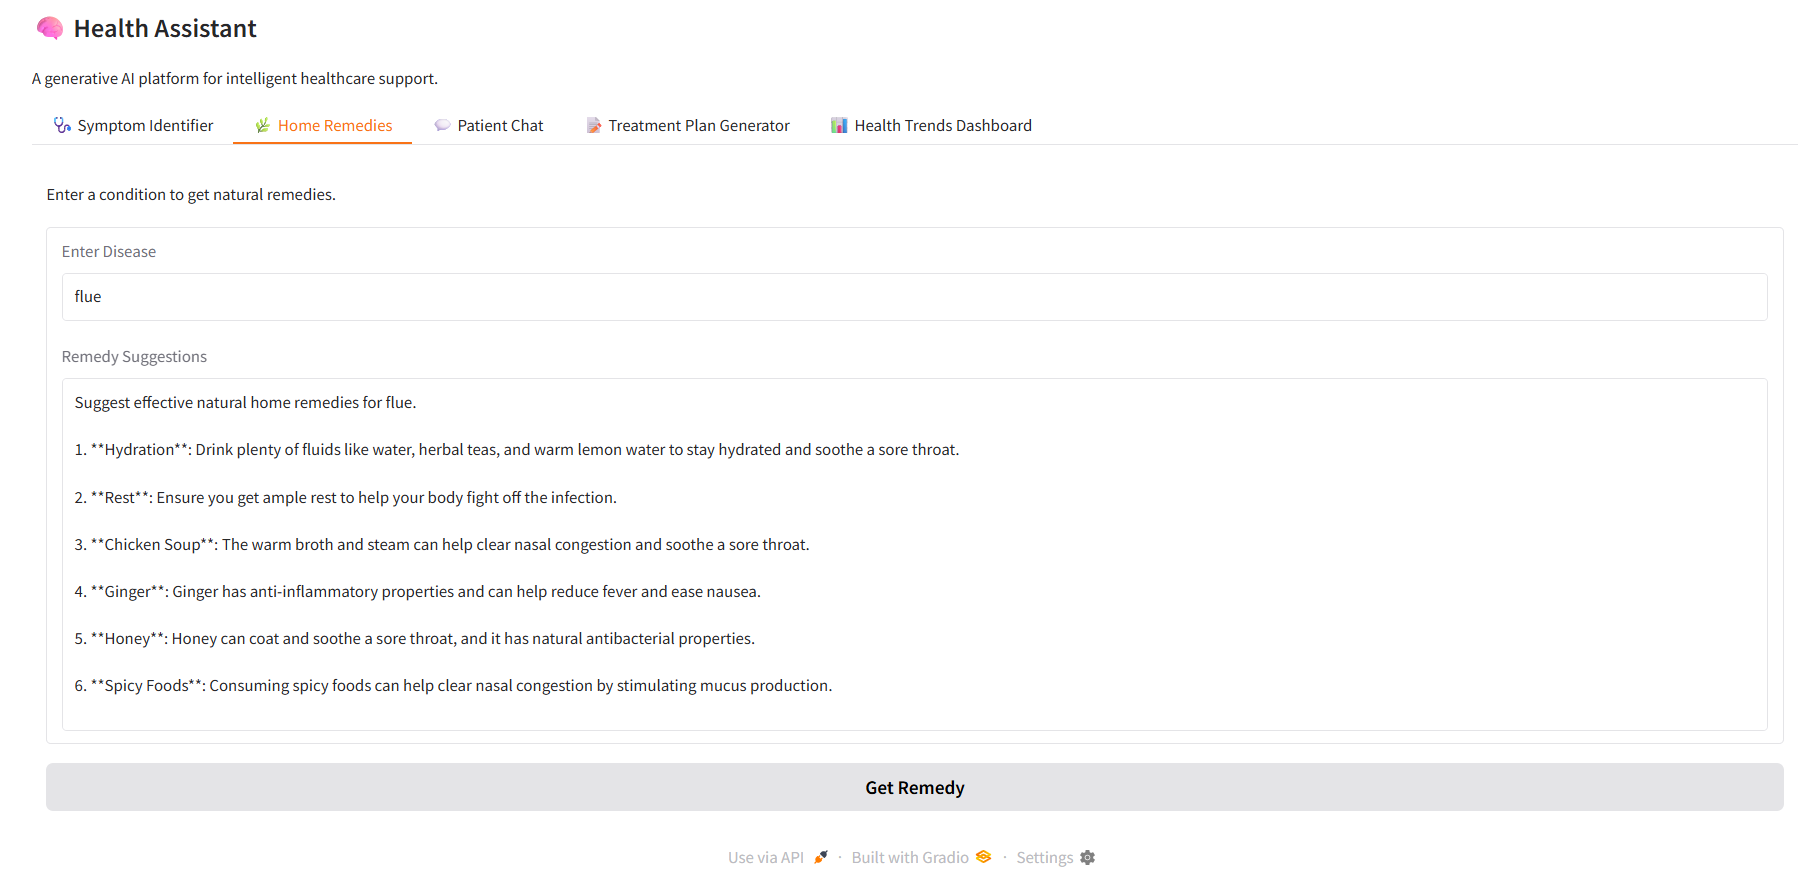 Health Assistant
A generative AI platform for intelligent healthcare support.
Symptom Identifier
Home Remedies
Patient Chat
Treatment Plan Generator
Health Trends Dashboard
Enter a condition to get natural remedies.
Enter Disease
flue
Remedy Suggestions
Suggest effective natural home remedies for flue.
1. **Hydration**: Drink plenty of fluids like water, herbal teas, and warm lemon water to stay hydrated and soothe a sore throat.
2. **Rest**: Ensure you get ample rest to help your body fight off the infection.
3. **Chicken Soup**: The warm broth and steam can help clear nasal congestion and soothe a sore throat.
4. **Ginger**: Ginger has anti-inflammatory properties and can help reduce fever and ease nausea.
5. **Honey**: Honey can coat and soothe a sore throat, and it has natural antibacterial properties.
6. **Spicy Foods**: Consuming spicy foods can help clear nasal congestion by stimulating mucus production.
Get Remedy
Use via API · Built with Gradio · Settings